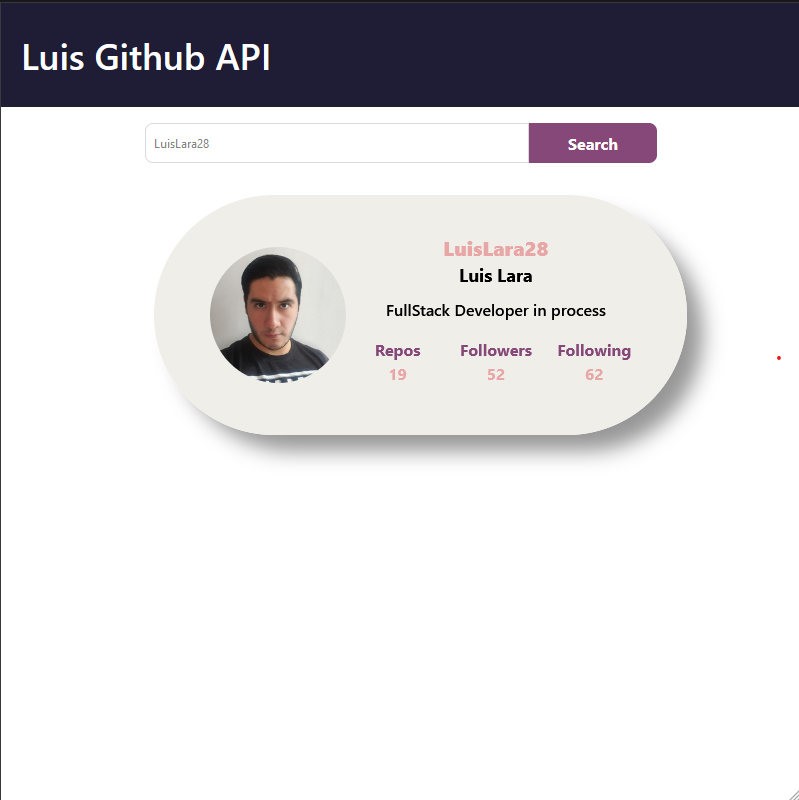 Luis Github API
LuisLara28
Search
LuisLara28
Luis Lara
FullStack Developer in process
Repos Followers Following
19 52 62